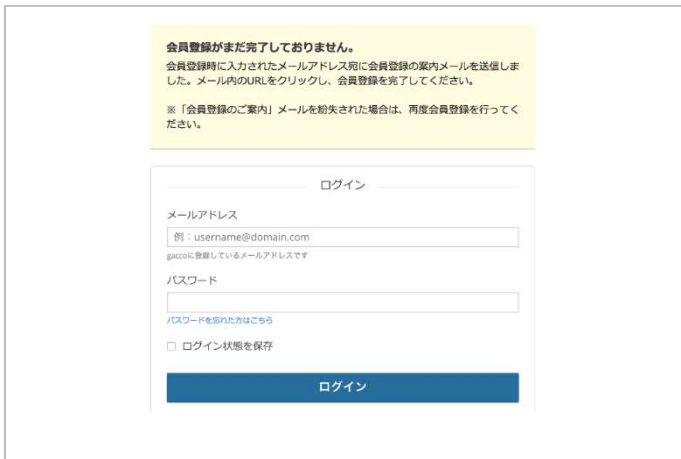 会員登録がまだ完了しておりません。
会員登録時に入力されたメールアドレス宛に会員登録の案内メールを送信しま
した。メール内のURLをクリックし、会員登録を完了してください。
※「会員登録のご案内」メールを紛失された場合は、再度会員登録を行ってく
ださい。
ログイン
メールアドレス
例：username@domain.com
gaccoに登録しているメールアドレスです
パスワード
パスワードを忘れた方はこちら
ログイン状態を保存
ログイン